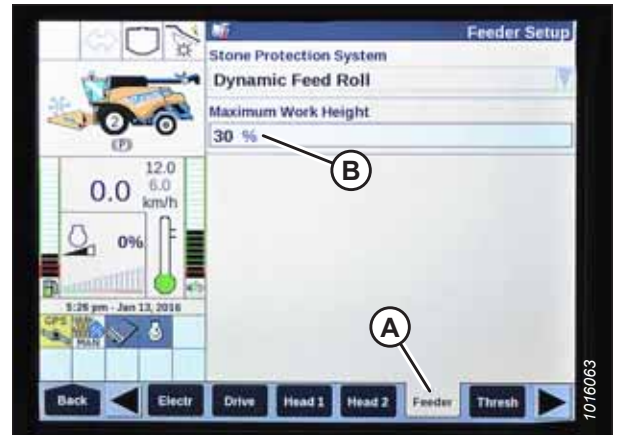 Feeder Setup
Stone Protection System
Dynamic Feed Roll
Maximum Work Height
30 %
B
2
(P)
12.0
0.0 6.0
km/h
0%
5:26 pm - Jan 13, 2016
GPS
MAN
A
Back Electr Drive Head 1 Head 2 Feeder Thresh
1016063